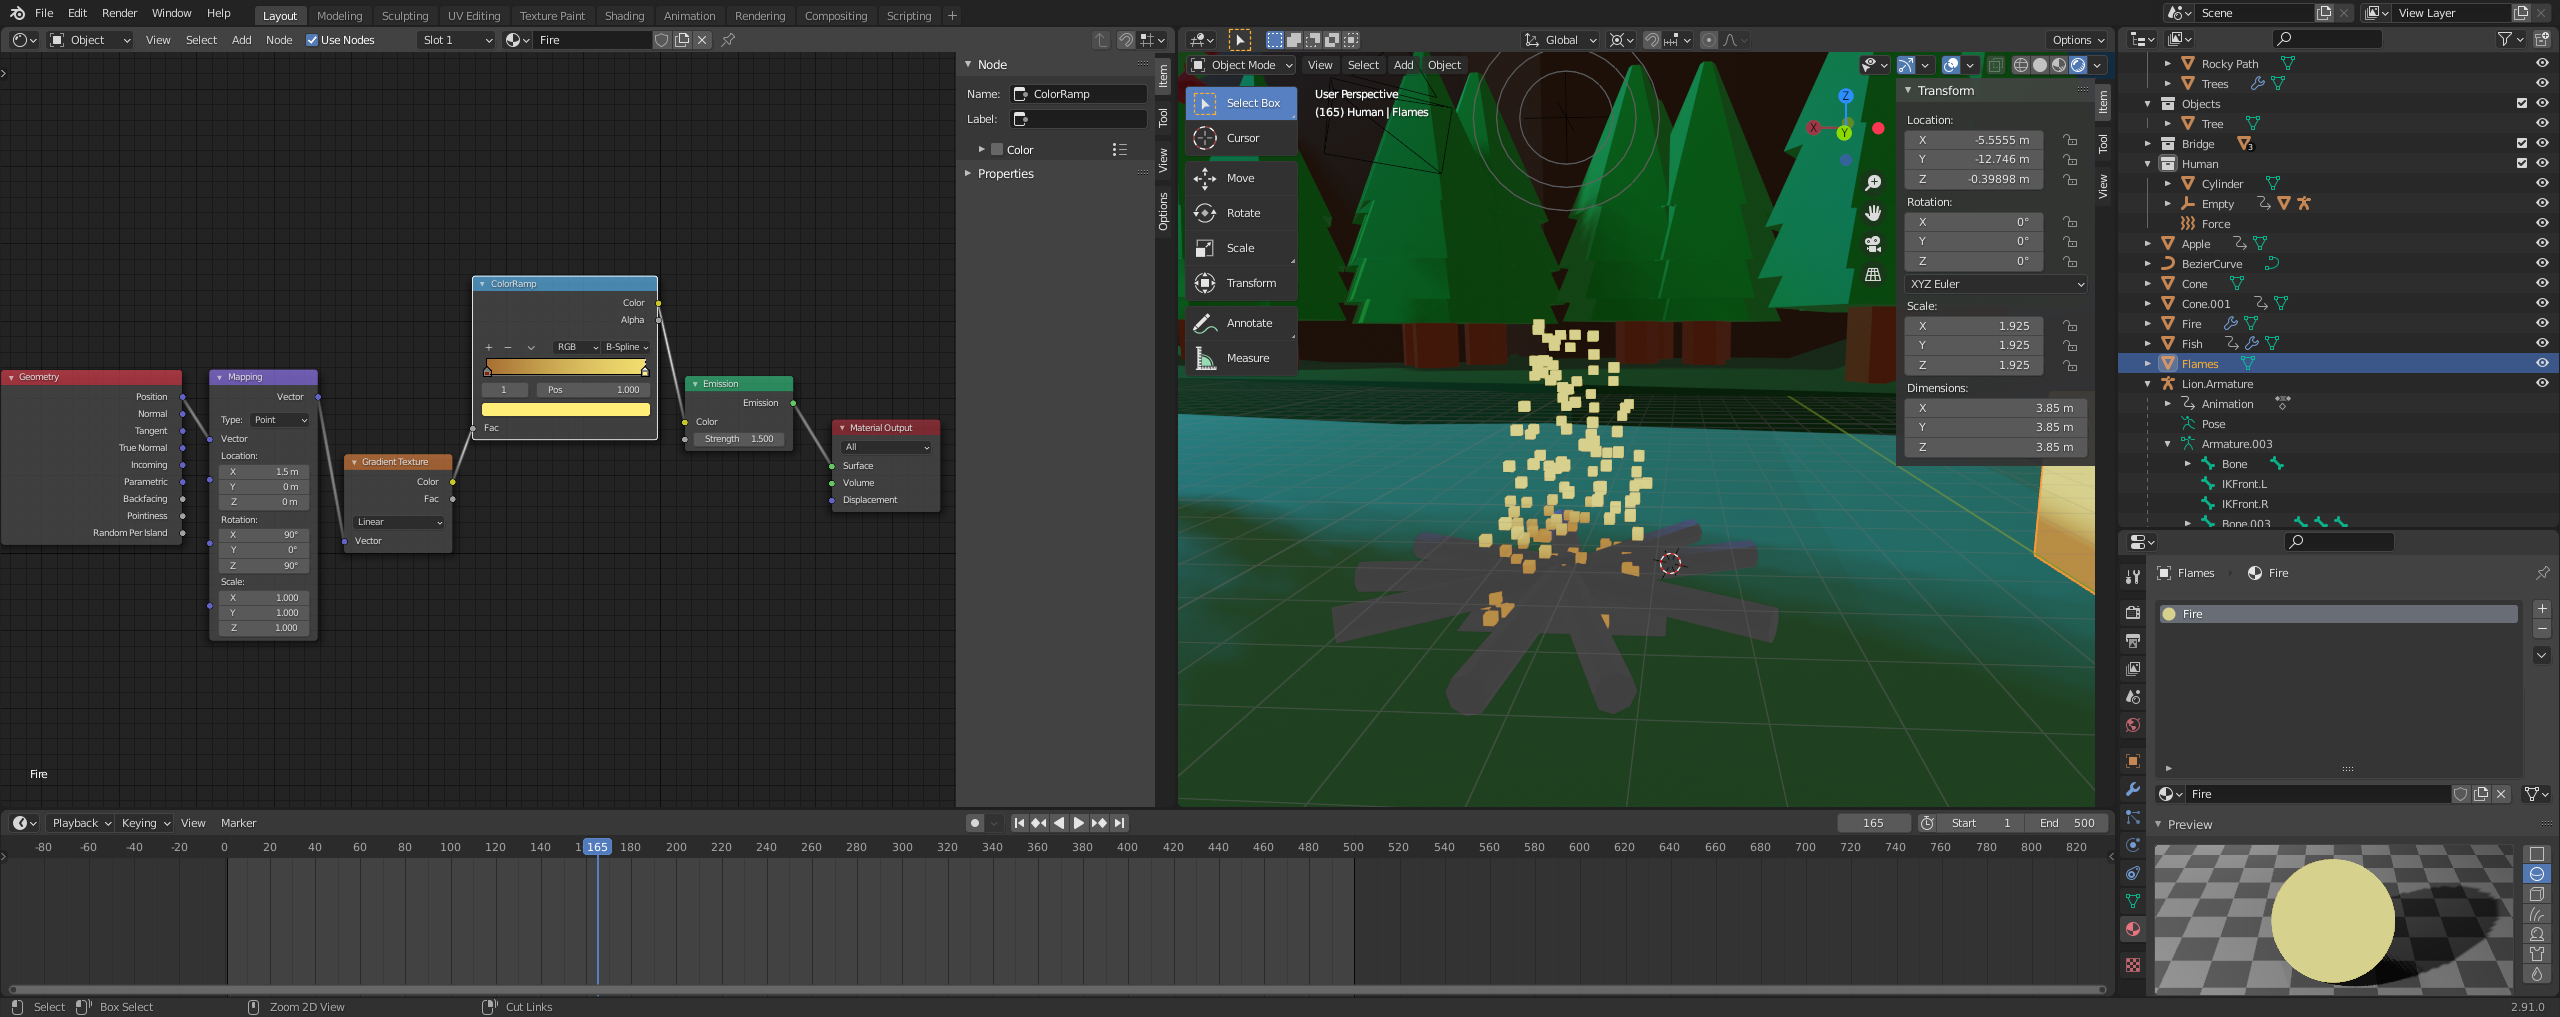 File Edit Render Window Help Layout Modeling Sculpting UV Editing Texture Paint Shading Animation Rendering Compositing Scripting + Scene View Layer
Object View Select Add Node Use Nodes Slot 1 Fire
Global Options
Object Mode View Select Add Object
Node
Name: ColorRamp
Label:
Color
Properties
Item
Tool
View
Options
ColorRamp
Color
Alpha
RGB B-Spline
1 Pos 1.000
Fac
Geometry
Position
Normal
Tangent
True Normal
Incoming
Parametric
Backfacing
Pointiness
Random Per Island
Mapping
Vector
Type: Point
Vector
Location:
X 1.5 m
Y 0 m
Z 0 m
Rotation:
X 90°
Y 0°
Z 90°
Scale:
X 1.000
Y 1.000
Z 1.000
Gradient Texture
Color
Fac
Linear
Vector
Emission
Emission
Color
Strength 1.500
Material Output
All
Surface
Volume
Displacement
Fire
Select Box
Cursor
Move
Rotate
Scale
Transform
Annotate
Measure
User Perspective
(165) Human | Flames
Z
X
Y
Transform
Location:
X -5.5555 m
Y -12.746 m
Z -0.39898 m
Rotation:
X 0°
Y 0°
Z 0°
XYZ Euler
Scale:
X 1.925
Y 1.925
Z 1.925
Dimensions:
X 3.85 m
Y 3.85 m
Z 3.85 m
Item
Tool
View
Rocky Path
Trees
Objects
Tree
Bridge 3
Human
Cylinder
Empty
Force
Apple
BezierCurve
Cone
Cone.001
Fire
Fish
Flames
Lion.Armature
Animation
Pose
Armature.003
Bone
IKFront.L
IKFront.R
Bone.003
Flames Fire
Fire
Fire
Preview
Playback Keying View Marker 165 Start 1 End 500
-80 -60 -40 -20 0 20 40 60 80 100 120 140 165 180 200 220 240 260 280 300 320 340 360 380 400 420 440 460 480 500 520 540 560 580 600 620 640 660 680 700 720 740 760 780 800 820
Select Box Select Zoom 2D View Cut Links 2.91.0